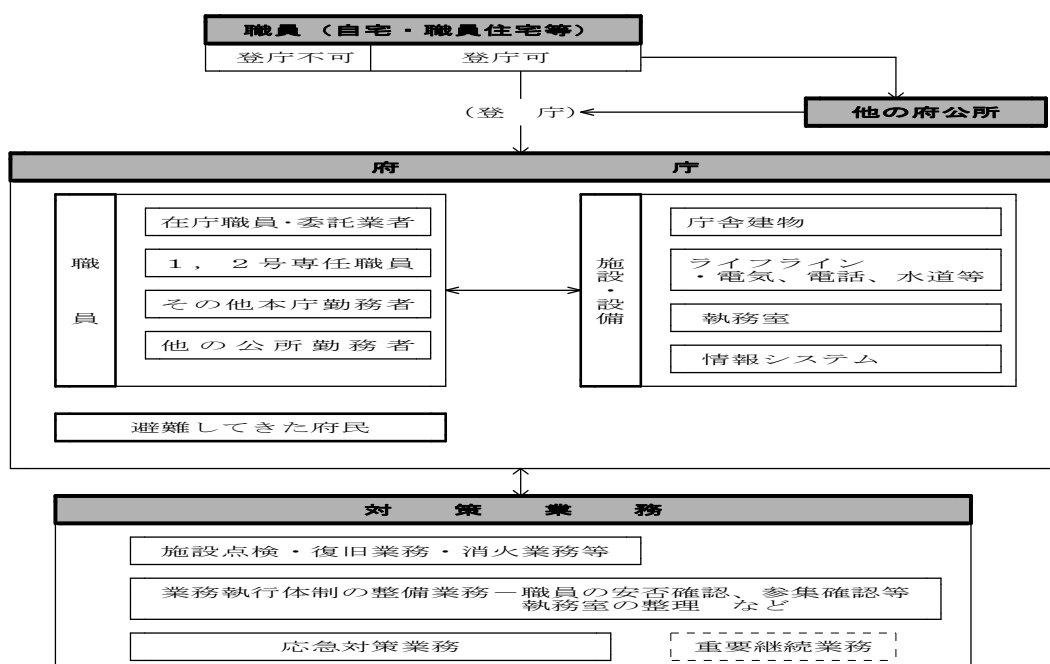 職員（自宅・職員住宅等）
登庁不可
登庁可
（登　庁）
他の府公所
府　庁
職員
在庁職員・委託業者
１，２号専任職員
その他本庁勤務者
他の公所勤務者
避難してきた府民
施設・設備
庁舎建物
ライフライン
・電気、電話、水道等
執務室
情報システム
対　策　業　務
施設点検・復旧業務・消火業務等
業務執行体制の整備業務－職員の安否確認、参集確認等
執務室の整理　など
応急対策業務
重要継続業務